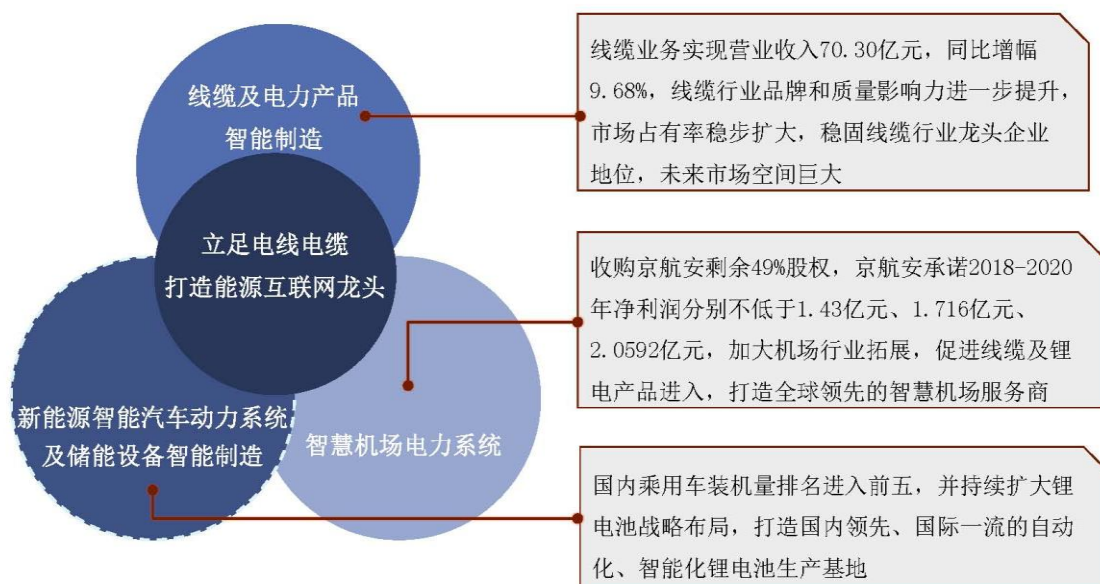 线缆及电力产品
智能制造
立足电线电缆
打造能源互联网龙头
新能源智能汽车动力系统
及储能设备智能制造
智慧机场电力系统
线缆业务实现营业收入70.30亿元，同比增幅
9.68%，线缆行业品牌和质量影响力进一步提升，
市场占有率稳步扩大，稳固线缆行业龙头企业
地位，未来市场空间巨大
收购京航安剩余49%股权，京航安承诺2018-2020
年净利润分别不低于1.43亿元、1.716亿元、
2.0592亿元，加大机场行业拓展，促进线缆及锂
电产品进入，打造全球领先的智慧机场服务商
国内乘用车装机量排名进入前五，并持续扩大锂
电池战略布局，打造国内领先、国际一流的自动
化、智能化锂电池生产基地